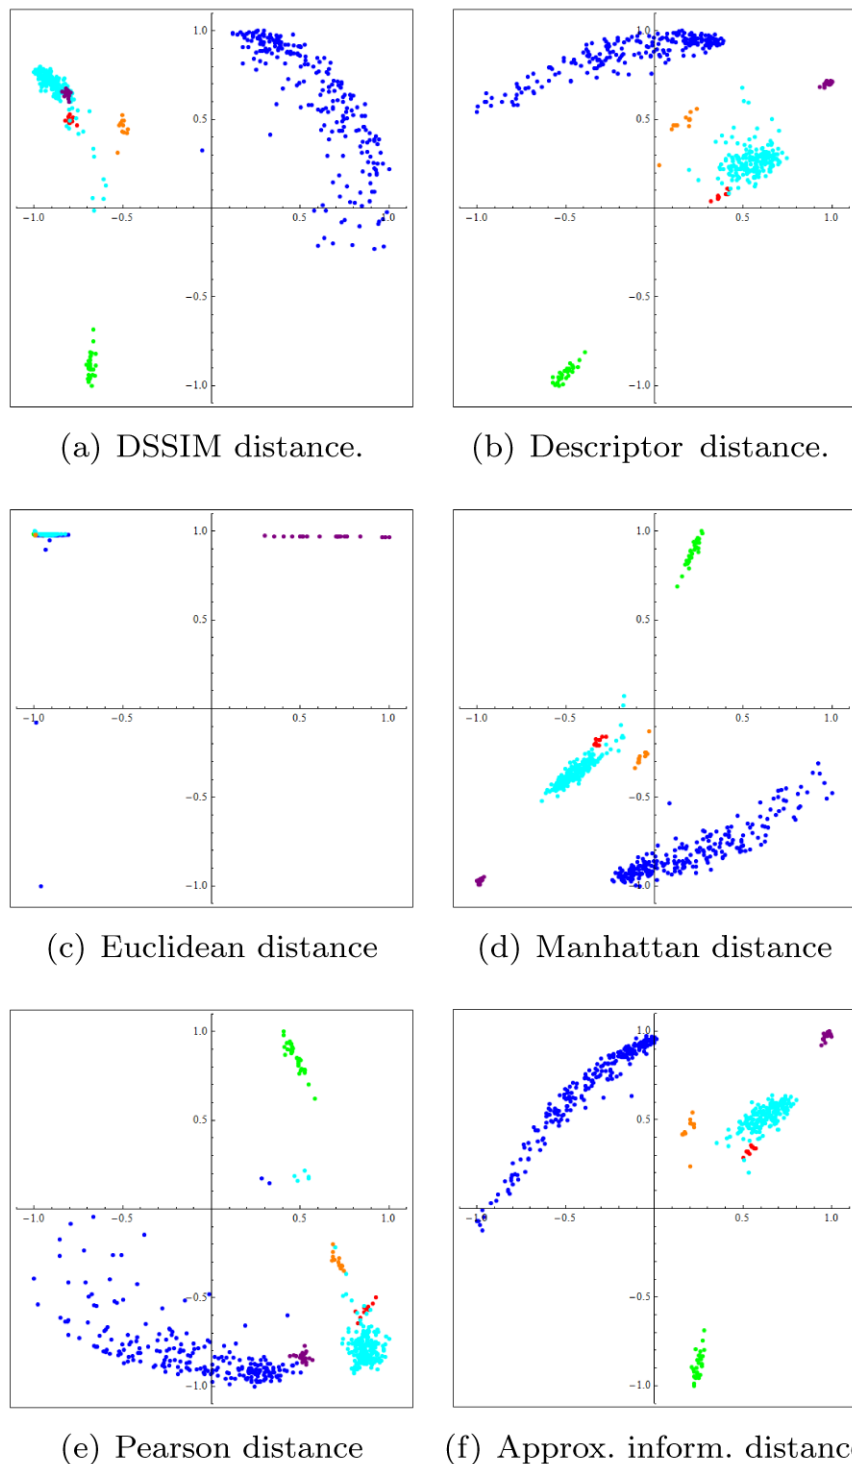 1.0
0.5
−1.0 −0.5 0.5 1.0
−0.5
−1.0
(a) DSSIM distance.
1.0
0.5
−1.0 −0.5 0.5 1.0
−0.5
−1.0
(b) Descriptor distance.
1.0
0.5
−1.0 −0.5 0.5 1.0
−0.5
−1.0
(c) Euclidean distance
1.0
0.5
−1.0 −0.5 0.5 1.0
−0.5
−1.0
(d) Manhattan distance
1.0
0.5
−1.0 −0.5 0.5 1.0
−0.5
−1.0
(e) Pearson distance
1.0
0.5
−1.0 −0.5 0.5 1.0
−0.5
−1.0
(f) Approx. inform. distance